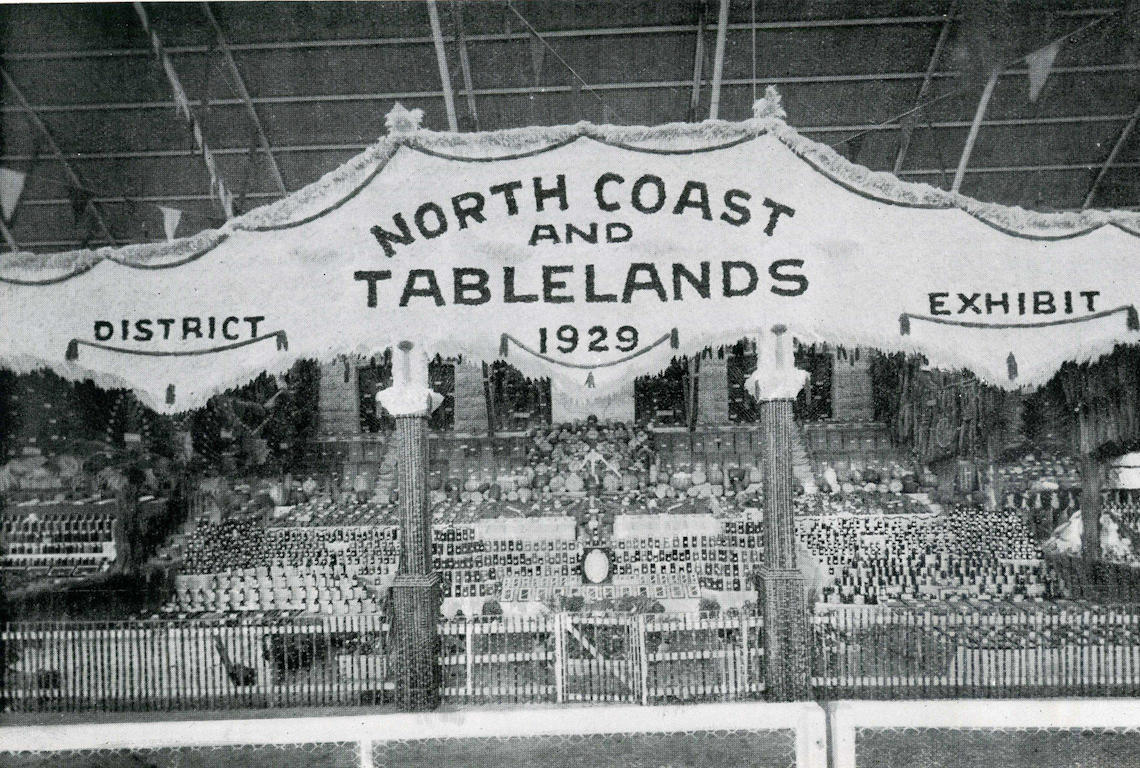 NORTH COAST
AND
TABLELANDS
DISTRICT
1929
EXHIBIT